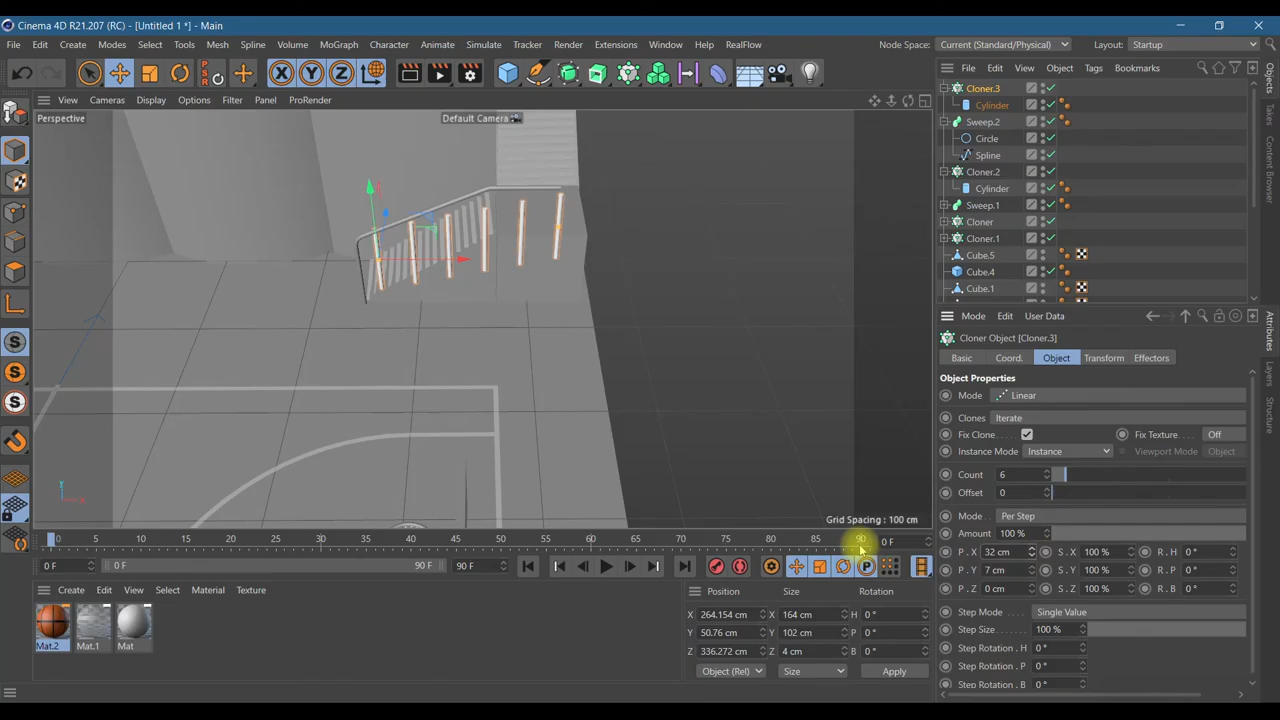 Cinema 4D R21.207 (RC) - [Untitled 1 *] - Main
File Edit Create Modes Select Tools Mesh Spline Volume MoGraph Character Animate Simulate Tracker Render Extensions Window Help RealFlow Node Space: Current (Standard/Physical) Layout: Startup
View Cameras Display Options Filter Panel ProRender
File Edit View Object Tags Bookmarks
Perspective Default Camera
Cloner.3
Cylinder
Sweep.2
Circle
Spline
Cloner.2
Cylinder
Sweep.1
Cloner
Cloner.1
Cube.5
Cube.4
Cube.1
Objects
Takes
Content Browser
Mode Edit User Data
Cloner Object [Cloner.3]
Basic Coord. Object Transform Effectors
Object Properties
Mode Linear
Clones Iterate
Fix Clone Fix Texture Off
Instance Mode Instance Viewport Mode Object
Count 6
Offset 0
Mode Per Step
Amount 100 %
P . X 32 cm S . X 100 % R . H 0 °
P . Y 7 cm S . Y 100 % R . P 0 °
P . Z 0 cm S . Z 100 % R . B 0 °
Step Mode Single Value
Step Size 100 %
Step Rotation . H 0 °
Step Rotation . P 0 °
Step Rotation . B 0 °
Attributes
Layers
Structure
Y
X
Grid Spacing : 100 cm
0 5 10 15 20 25 30 35 40 45 50 55 60 65 70 75 80 85 90 0 F
0 F 0 F 90 F 90 F
Create Edit View Select Material Texture
Mat.2 Mat.1 Mat
Position Size Rotation
X 264.154 cm X 164 cm H 0 °
Y 50.76 cm Y 102 cm P 0 °
Z 336.272 cm Z 4 cm B 0 °
Object (Rel) Size Apply